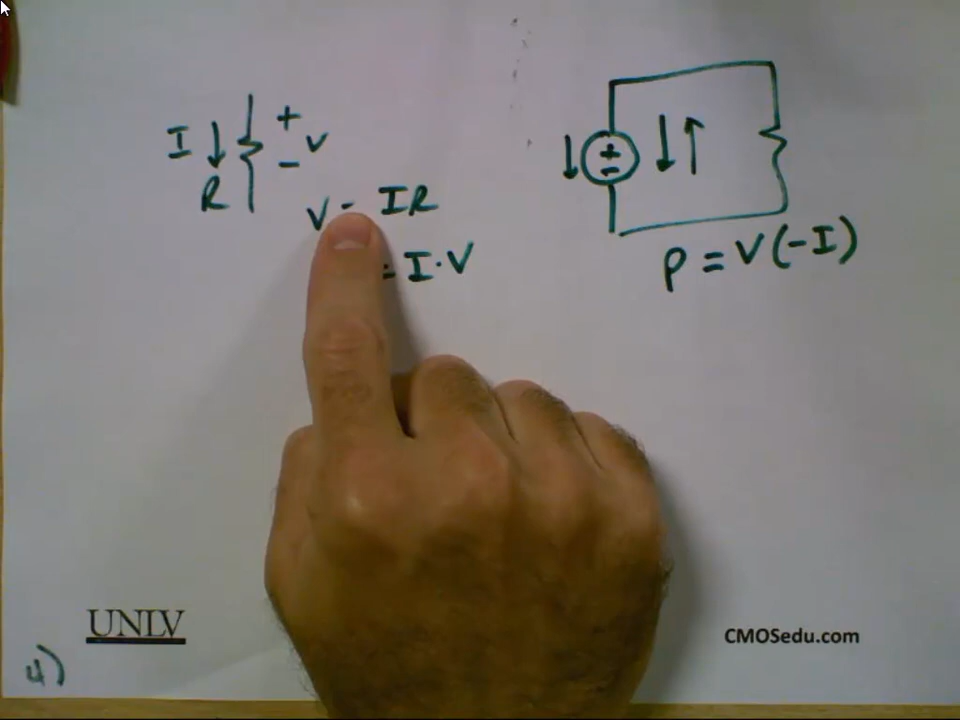 I
R
+
V
-
V = IR
= I·V
+
-
P = V(-I)
UNLV
CMOSedu.com
4)